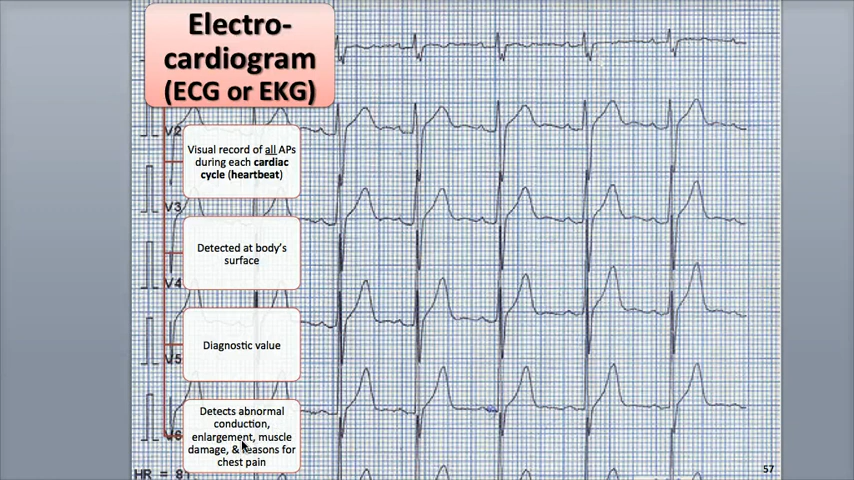 Electro-
cardiogram
(ECG or EKG)
V2
Visual record of all APs
during each cardiac
cycle (heartbeat)
V3
Detected at body's
surface
V4
Diagnostic value
V5
Detects abnormal
conduction,
enlargement, muscle
damage, & reasons for
chest pain
V6
HR =
57